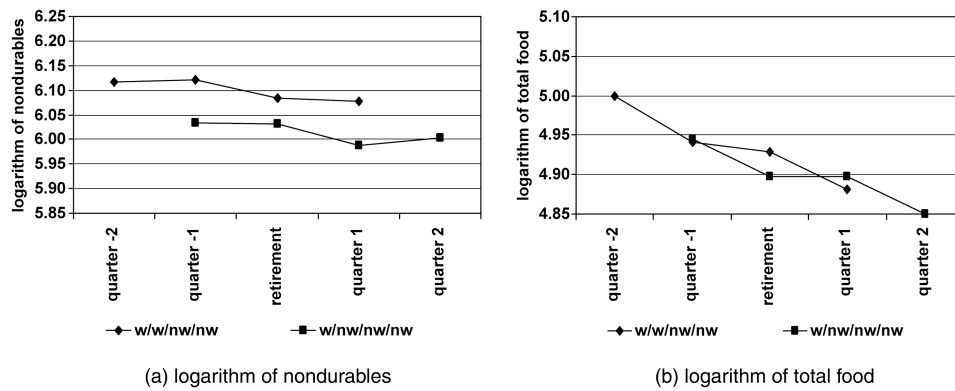 logarithm of nondurables
6.25
6.20
6.15
6.10
6.05
6.00
5.95
5.90
5.85
quarter -2
quarter -1
retirement
quarter 1
quarter 2
w/w/nw/nw
w/nw/nw/nw
(a) logarithm of nondurables
logarithm of total food
5.10
5.05
5.00
4.95
4.90
4.85
quarter -2
quarter -1
retirement
quarter 1
quarter 2
w/w/nw/nw
w/nw/nw/nw
(b) logarithm of total food